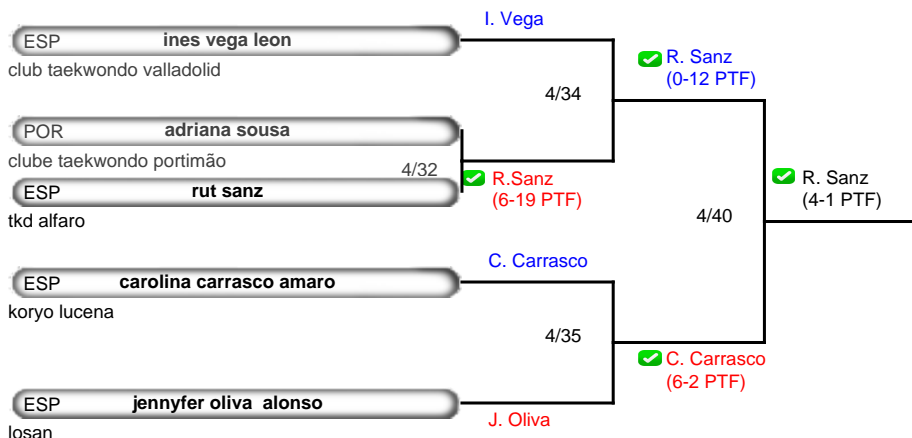 I. Vega
ESP ines vega leon
club taekwondo valladolid
R. Sanz
(0-12 PTF)
4/34
POR adriana sousa
clube taekwondo portimão
4/32
R.Sanz
(6-19 PTF)
ESP rut sanz
tkd alfaro
R. Sanz
(4-1 PTF)
4/40
C. Carrasco
ESP carolina carrasco amaro
koryo lucena
4/35
C. Carrasco
(6-2 PTF)
ESP jennyfer oliva alonso
J. Oliva
losan